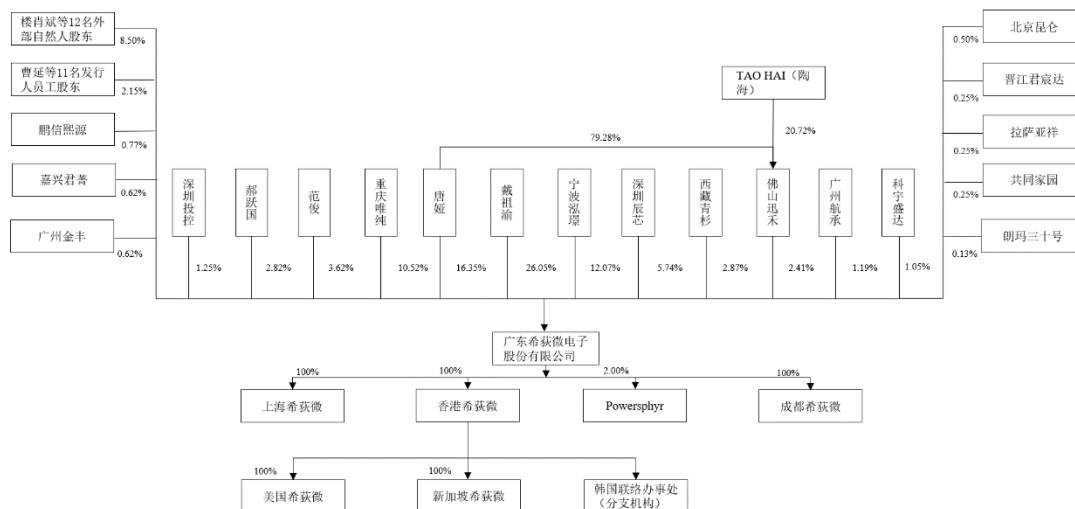 楼肖斌等12名外
部自然人股东
8.50%
曹延等11名发行
人员工股东
2.15%
鹏信熙源
0.77%
嘉兴君菁
0.62%
广州金丰
0.62%
北京昆仑
0.50%
晋江君宸达
0.25%
拉萨亚祥
0.25%
共同家园
0.25%
朗玛三十号
0.13%
TAO HAI（陶
海）
79.28%
20.72%
深圳投控
郝跃国
范俊
重庆唯纯
唐娅
戴祖渝
宁波泓璟
深圳辰芯
西藏青杉
佛山迅禾
广州航承
科宇盛达
1.25%
2.82%
3.62%
10.52%
16.35%
26.05%
12.07%
5.74%
2.87%
2.41%
1.19%
1.05%
广东希荻微电子
股份有限公司
100%
100%
2.00%
100%
上海希荻微
香港希荻微
Powersphyr
成都希荻微
100%
100%
美国希荻微
新加坡希荻微
韩国联络办事处
（分支机构）